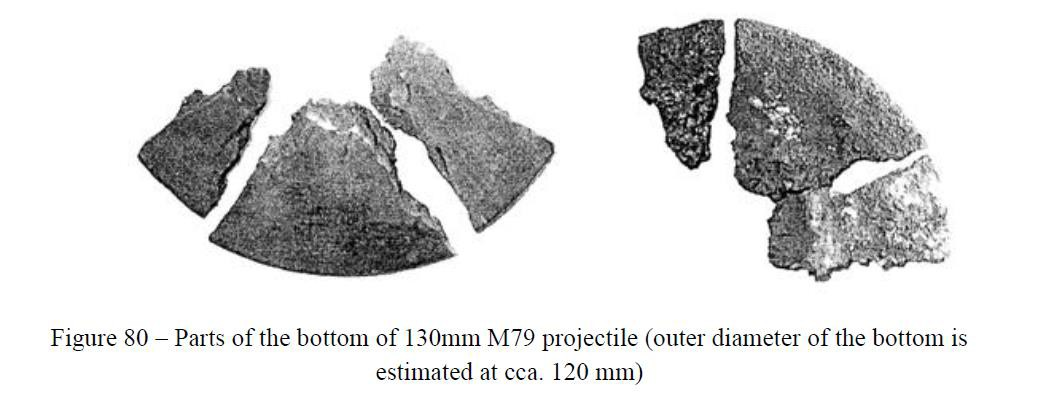 Figure 80 – Parts of the bottom of 130mm M79 projectile (outer diameter of the bottom is
estimated at cca. 120 mm)